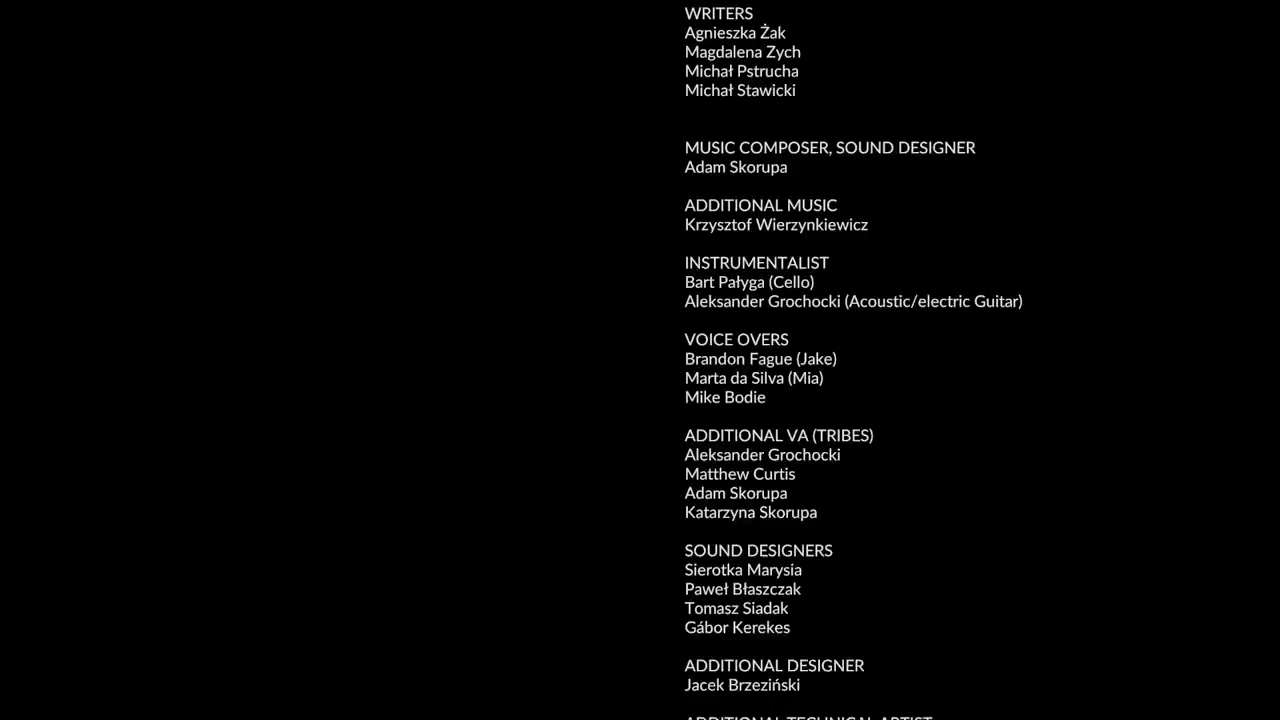 WRITERS
Agnieszka Żak
Magdalena Zych
Michał Pstrucha
Michał Stawicki
MUSIC COMPOSER, SOUND DESIGNER
Adam Skorupa
ADDITIONAL MUSIC
Krzysztof Wierzynkiewicz
INSTRUMENTALIST
Bart Pałyga (Cello)
Aleksander Grochocki (Acoustic/electric Guitar)
VOICE OVERS
Brandon Fague (Jake)
Marta da Silva (Mia)
Mike Bodie
ADDITIONAL VA (TRIBES)
Aleksander Grochocki
Matthew Curtis
Adam Skorupa
Katarzyna Skorupa
SOUND DESIGNERS
Sierotka Marysia
Paweł Błaszczak
Tomasz Siadak
Gábor Kerekes
ADDITIONAL DESIGNER
Jacek Brzeziński
ADDITIONAL TECHNICAL ARTIST